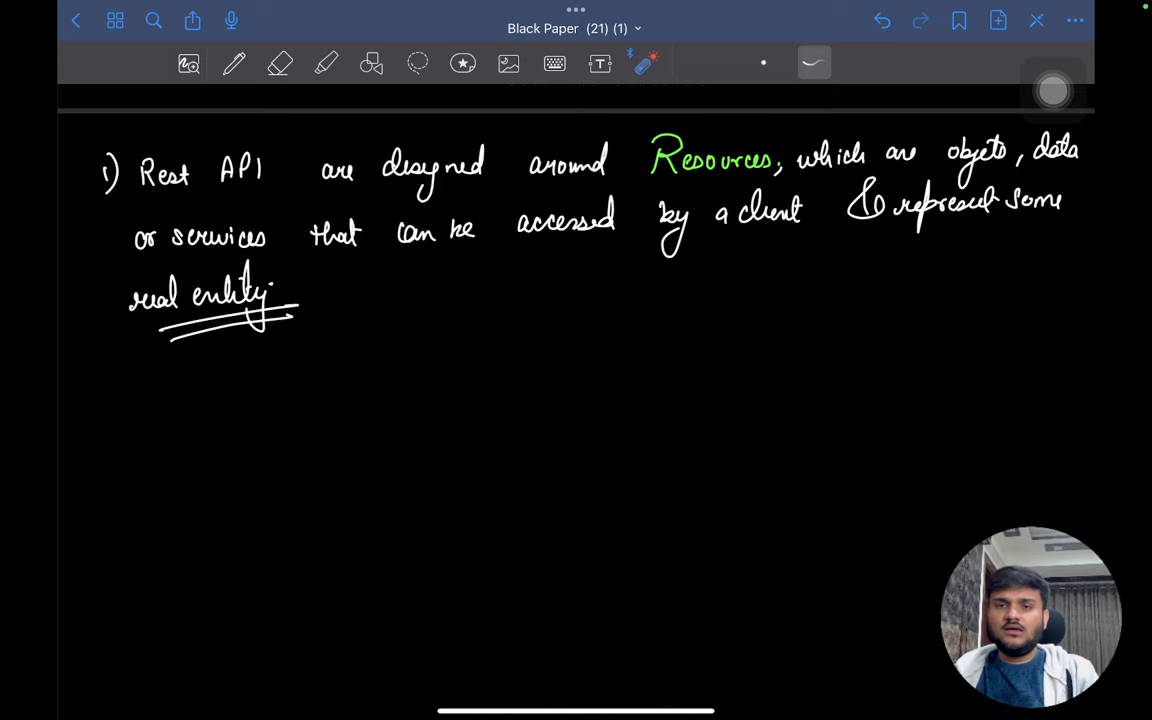 Black Paper (21) (1)
1) Rest API are designed around Resources, which are objets, data
or services that can be accessed by a client & represent some
real entity.